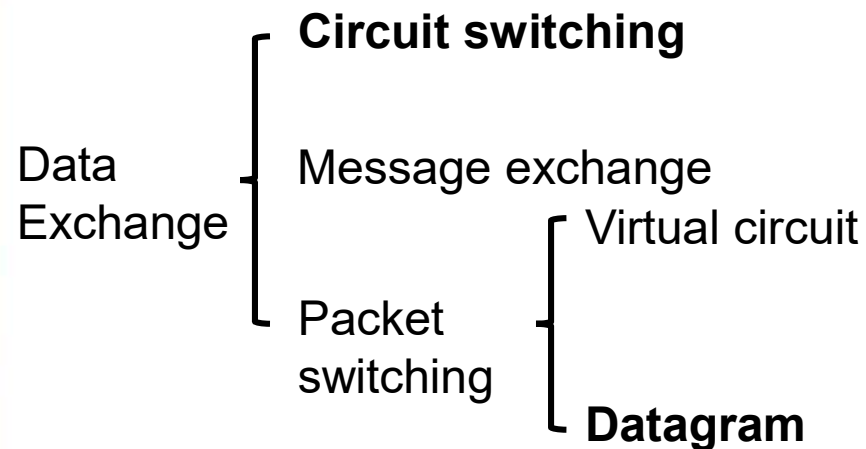 Circuit switching
Data
Exchange
Message exchange
Virtual circuit
Packet
switching
Datagram